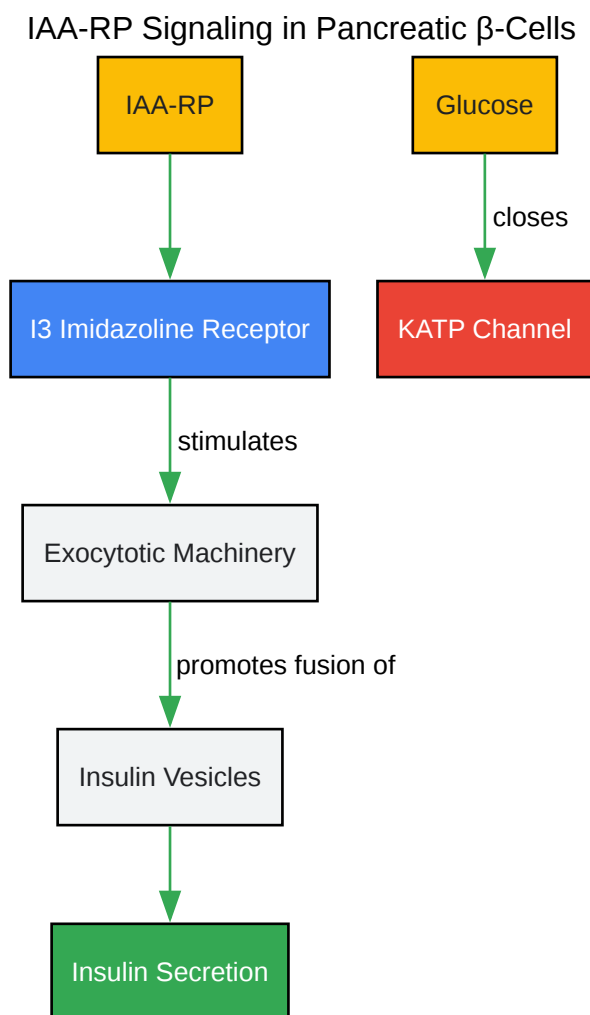 IAA-RP Signaling in Pancreatic β-Cells
IAA-RP
Glucose
closes
I3 Imidazoline Receptor
KATP Channel
stimulates
Exocytotic Machinery
promotes fusion of
Insulin Vesicles
Insulin Secretion